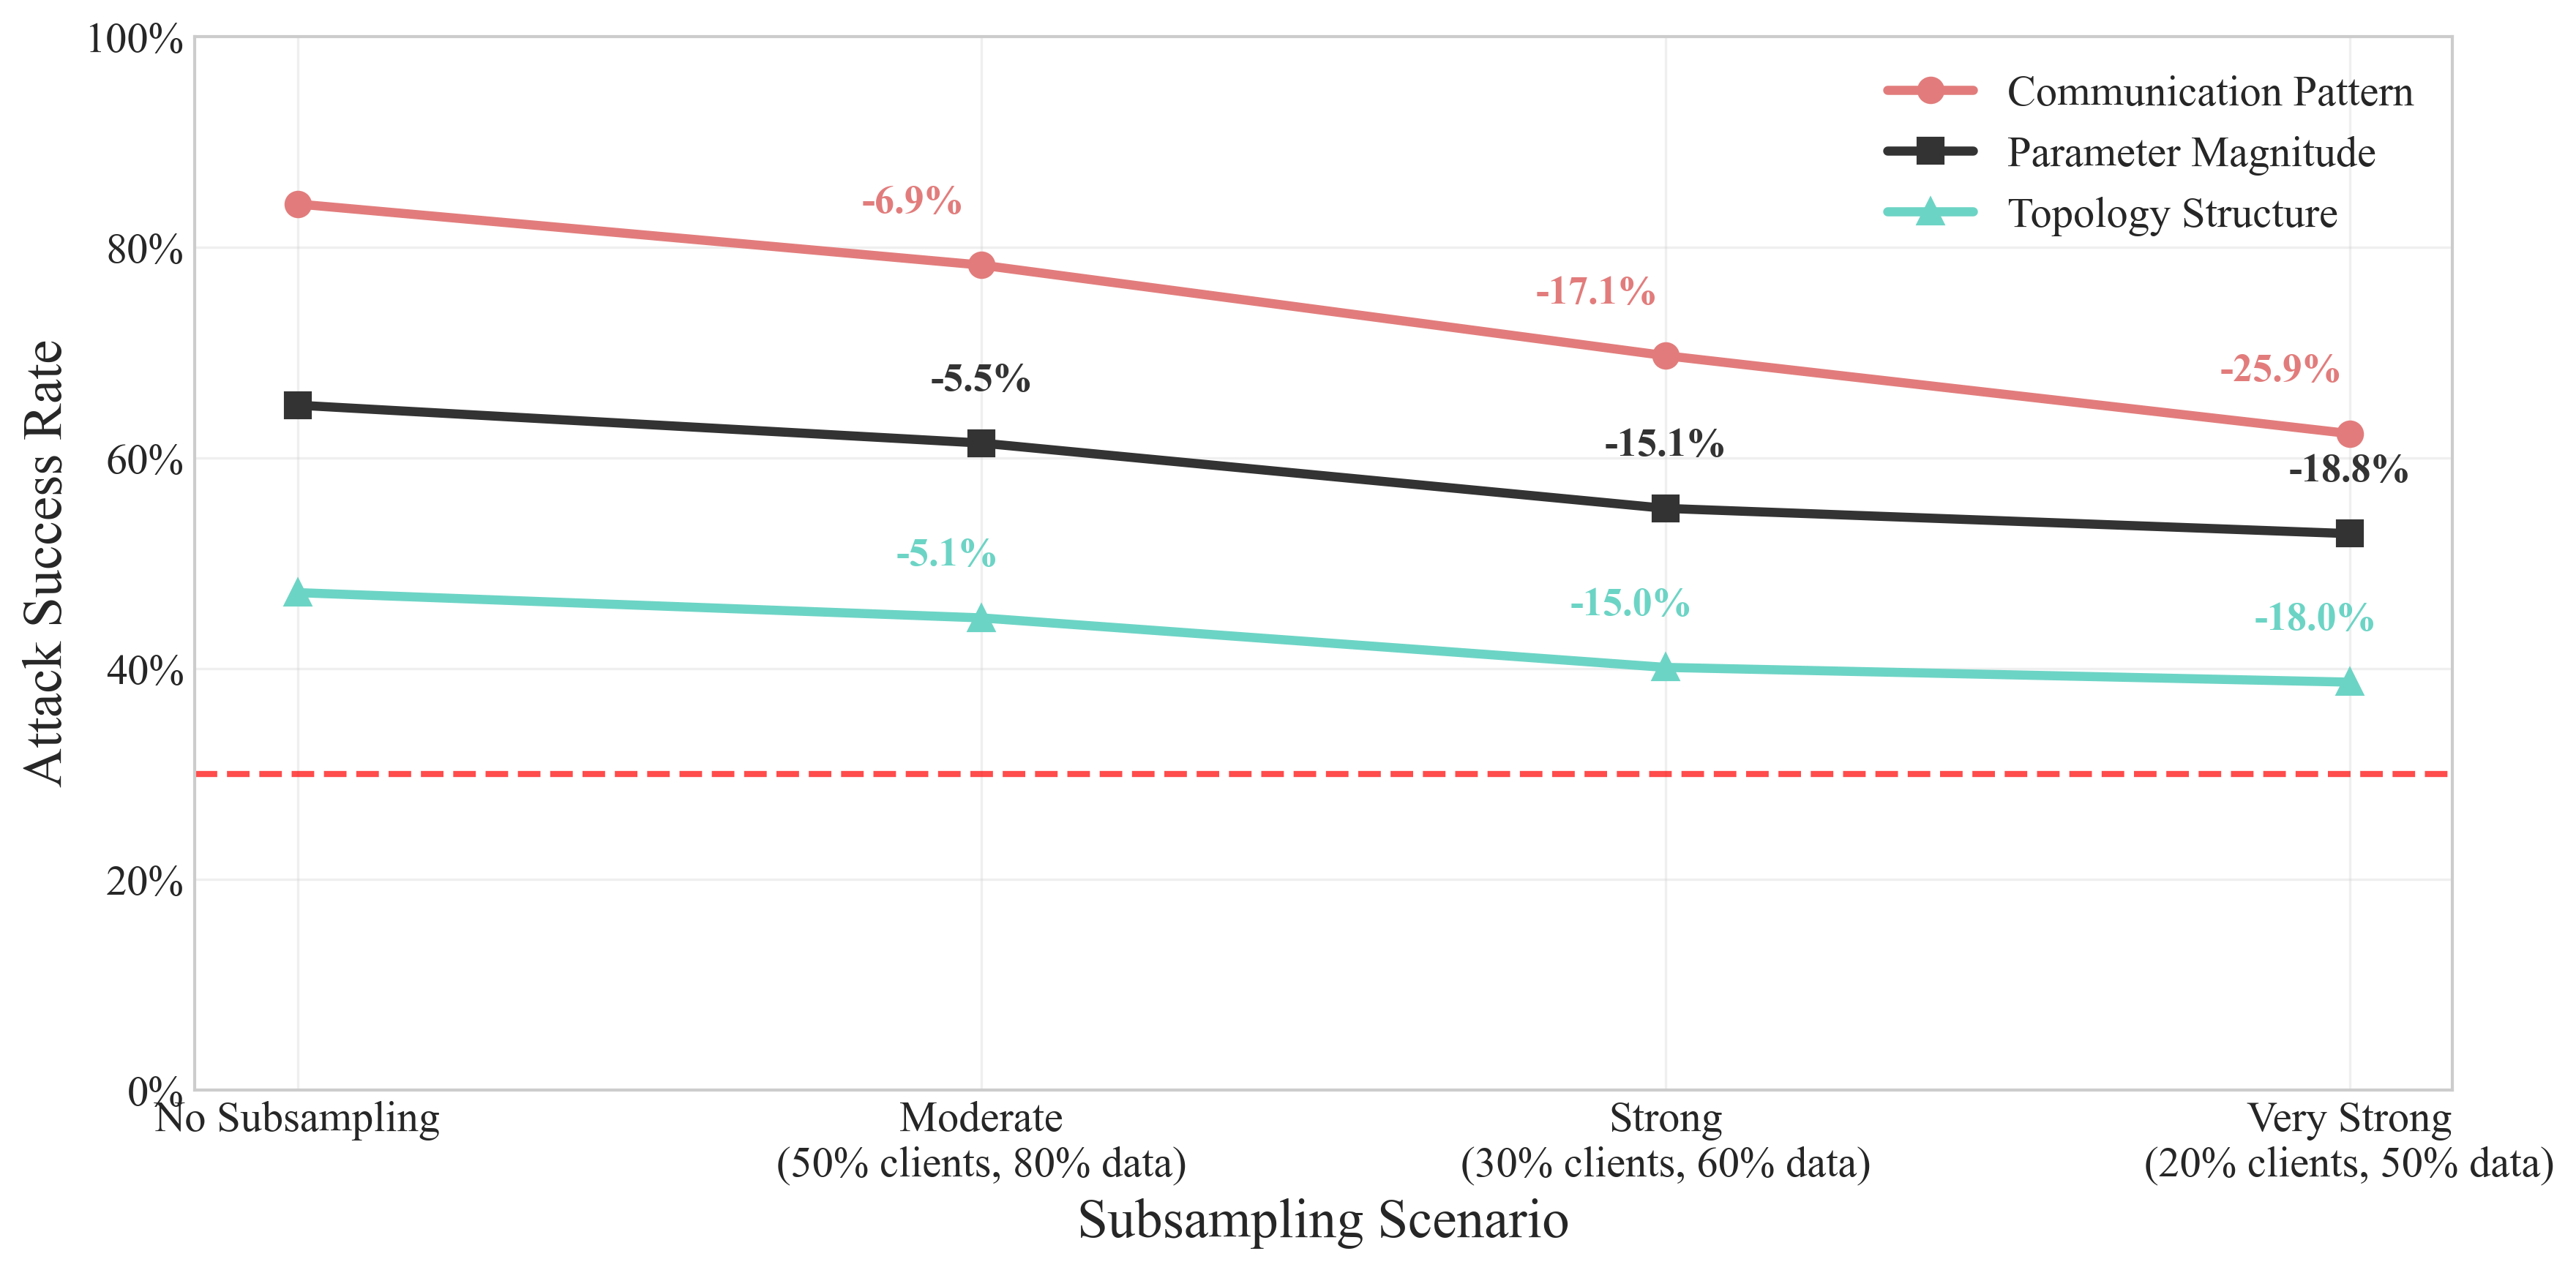 Attack Success Rate
100%
80%
60%
40%
20%
0%
Communication Pattern
Parameter Magnitude
Topology Structure
-6.9%
-17.1%
-25.9%
-5.5%
-15.1%
-18.8%
-5.1%
-15.0%
-18.0%
No Subsampling
Moderate
(50% clients, 80% data)
Strong
(30% clients, 60% data)
Very Strong
(20% clients, 50% data)
Subsampling Scenario